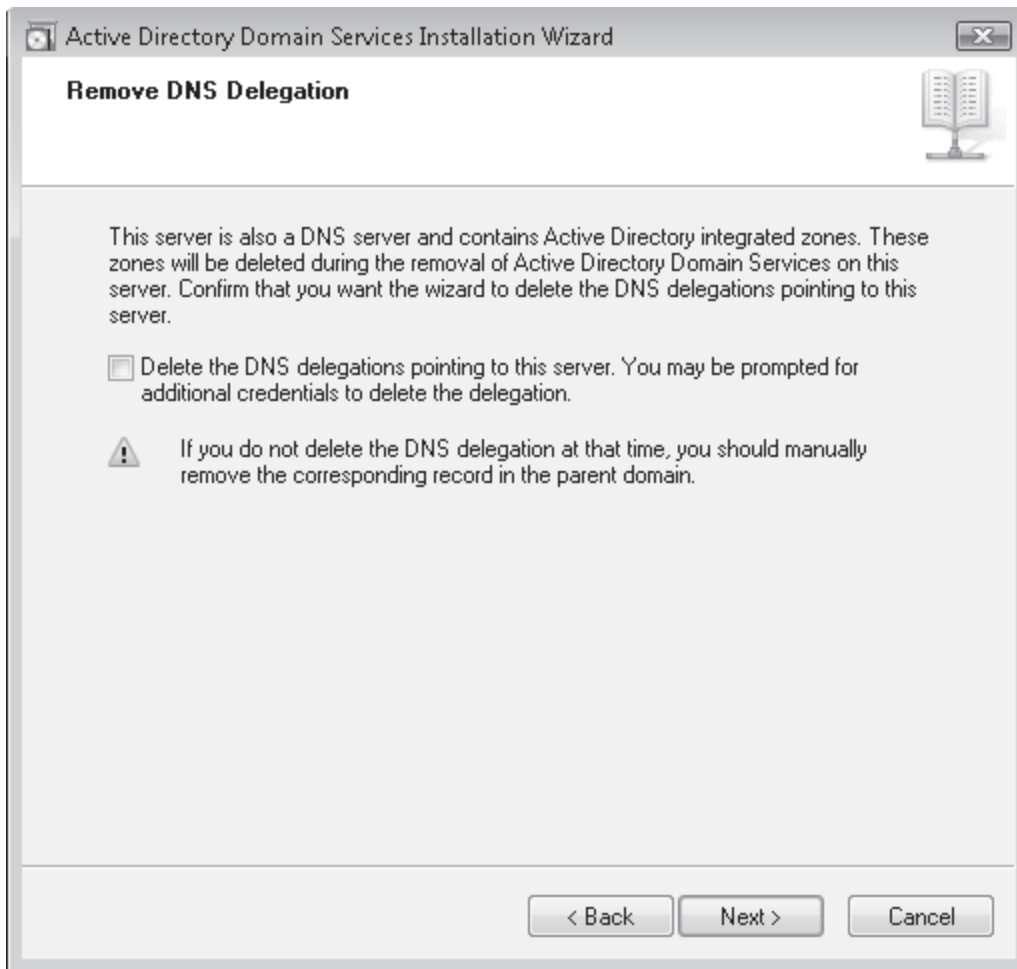 Active Directory Domain Services Installation Wizard
Remove DNS Delegation
This server is also a DNS server and contains Active Directory integrated zones. These
zones will be deleted during the removal of Active Directory Domain Services on this
server. Confirm that you want the wizard to delete the DNS delegations pointing to this
server.
Delete the DNS delegations pointing to this server. You may be prompted for
additional credentials to delete the delegation.
If you do not delete the DNS delegation at that time, you should manually
remove the corresponding record in the parent domain.
< Back Next > Cancel